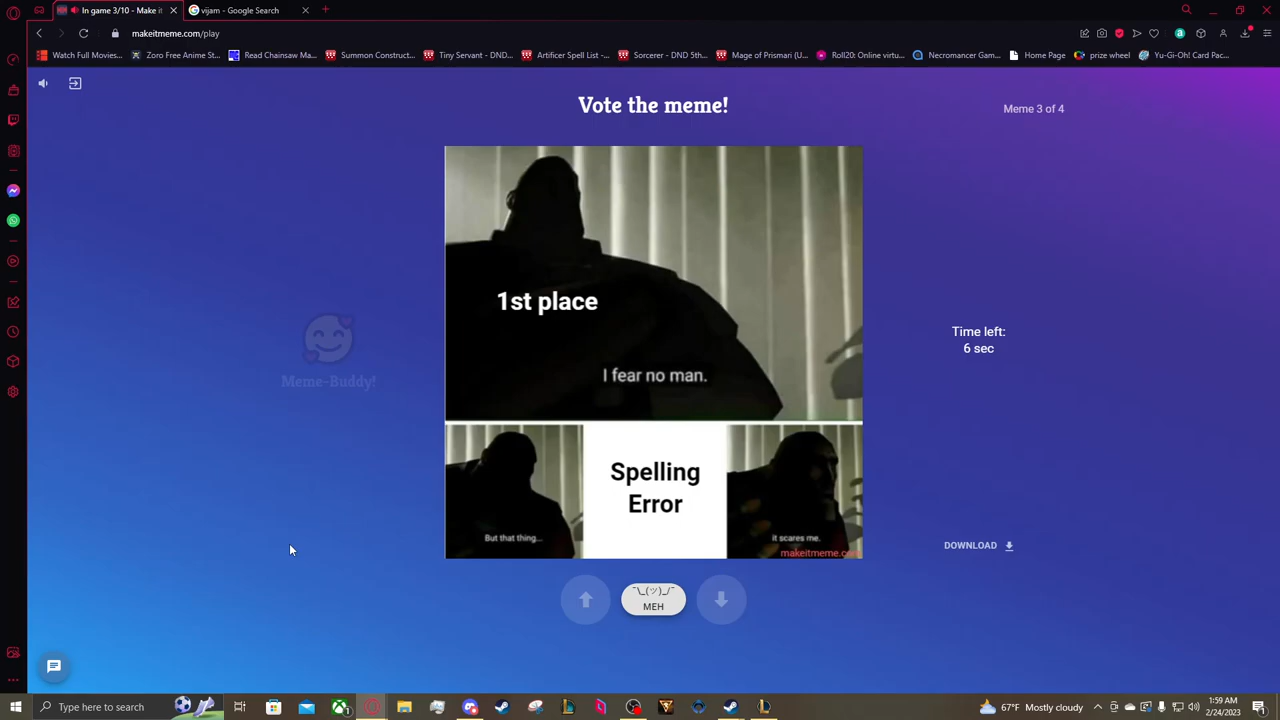 In game 3/10 - Make it
vijam - Google Search
makeitmeme.com/play
Watch Full Movies...
Zoro Free Anime St...
Read Chainsaw Ma...
Summon Construct...
Tiny Servant - DND...
Artificer Spell List -...
Sorcerer - DND 5th...
Mage of Prismari (U...
Roll20: Online virtu...
Necromancer Gam...
Home Page
prize wheel
Yu-Gi-Oh! Card Pac...
Vote the meme!
Meme 3 of 4
1st place
I fear no man.
Meme-Buddy!
Time left:
6 sec
Spelling
Error
But that thing...
it scares me.
makeitmeme.com
DOWNLOAD
¯\_(ツ)_/¯
MEH
Type here to search
67°F Mostly cloudy
1:59 AM
2/24/2023